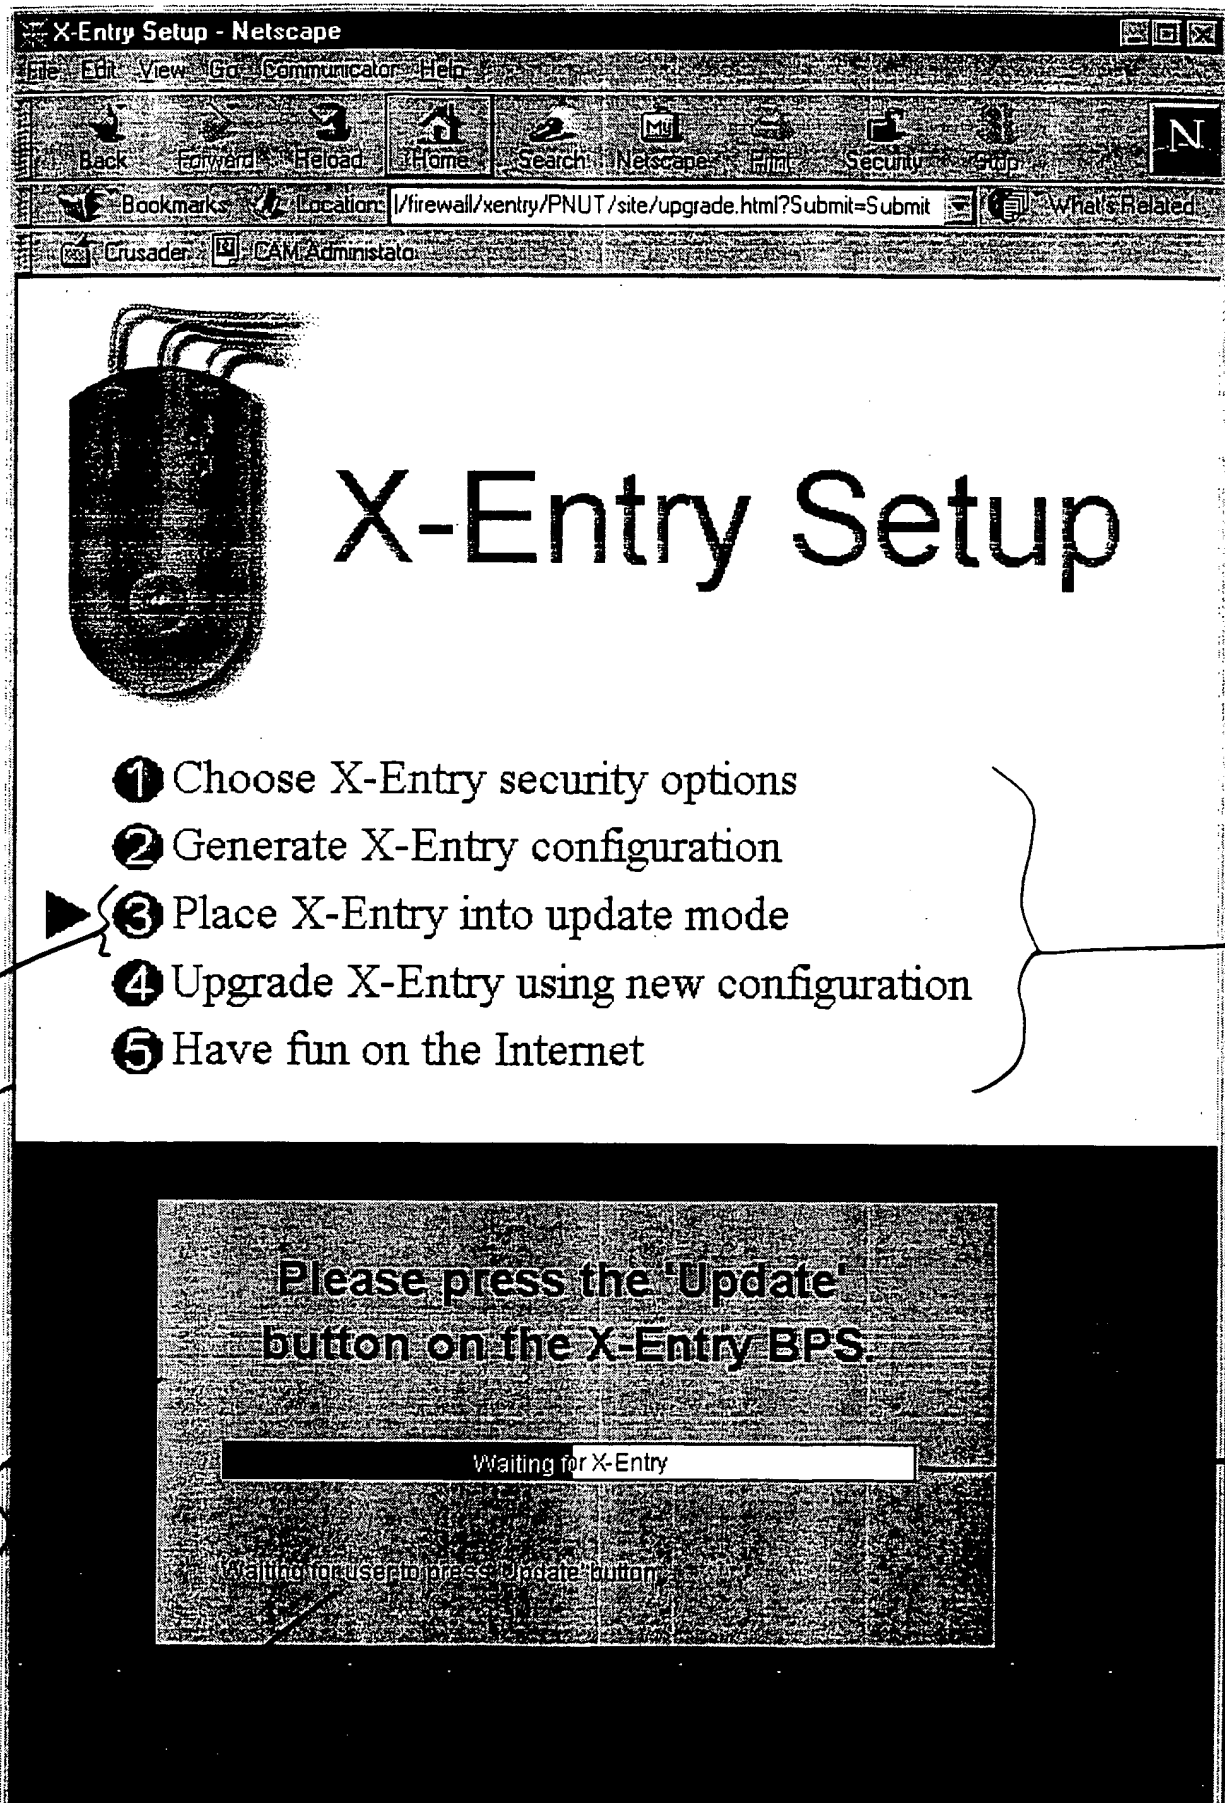 X-Entry Setup - Netscape
File Edit View Go Communicator Help
Back Forward Reload Home Search Netscape Print Security Stop
My
N
Bookmarks Location: l/firewall/xentry/PNUT/site/upgrade.html?Submit=Submit What's Related
Crusader CAM Administato
X-Entry Setup
1 Choose X-Entry security options
2 Generate X-Entry configuration
3 Place X-Entry into update mode
4 Upgrade X-Entry using new configuration
5 Have fun on the Internet
Please press the 'Update'
button on the X-Entry BPS.
Waiting for X-Entry
Waiting for user to press 'Update' button